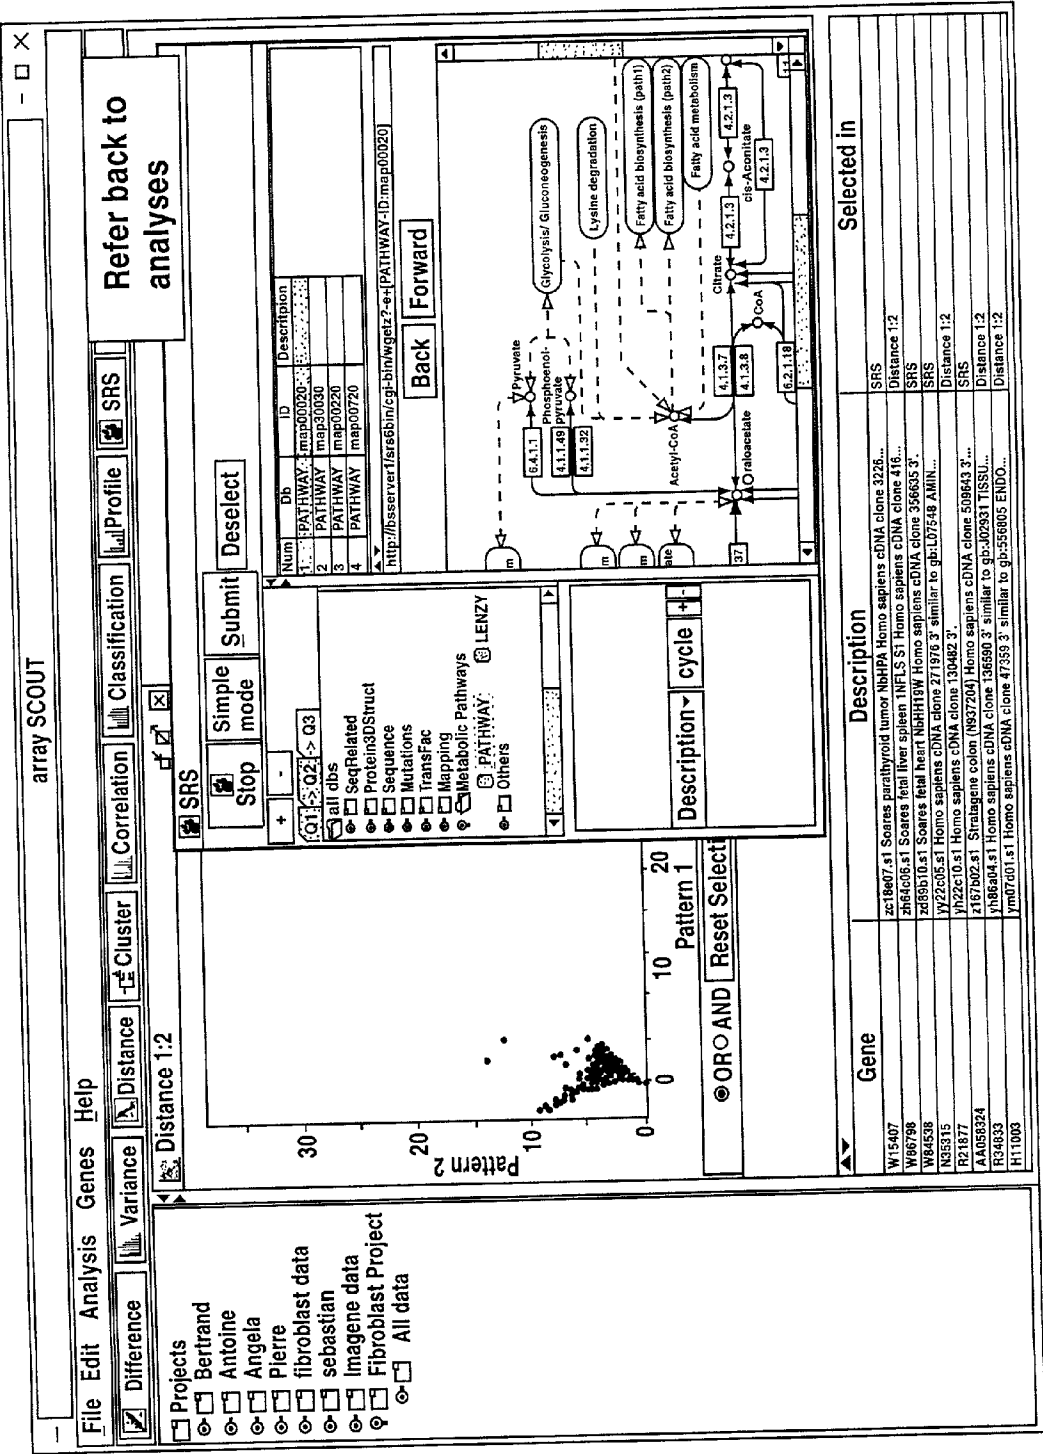 array SCOUT
File Edit Analysis Genes Help
Refer back to
analyses
Difference Variance Distance Cluster Correlation Classification Profile SRS
Projects
Bertrand
Antoine
Angela
Pierre
fibroblast data
sebastian
Imagene data
Fibroblast Project
All data
Distance 1:2
30
20
10
0
Pattern 2
0 10 20
Pattern 1
OR AND Reset Selecti
SRS
Stop Simple mode Submit Deselect
+ -
Q1 -> Q2 -> Q3
all dbs
SeqRelated
Protein3DStruct
Sequence
Mutations
TransFac
Mapping
Metabolic Pathways
PATHWAY LENZY
Others
Description cycle + -
Num Db ID Descritpion
1 PATHWAY map00020
2 PATHWAY map30030
3 PATHWAY map00220
4 PATHWAY map00720
http://bsserver1/srs6bin/cgi-bin/wgetz?-e+[PATHWAY-ID:map00020]
Back Forward
Glycolysis/ Gluconeogenesis
Lysine degradation
Fatty acid biosynthesis (path1)
Fatty acid biosynthesis (path2)
Fatty acid metabolism
Pyruvate
6.4.1.1
Phosphoenol-
pyruvate
4.1.1.49
4.1.1.32
Acetyl-CoA
m
m
ate
37
Oraloacetate
4.1.3.7
4.1.3.8
Citrate
4.2.1.3
4.2.1.3
cis-Aconitate
4.2.1.3
CoA
6.2.1.18
Gene Description Selected in
W15407 zc18e07.s1 Soares parathyroid tumor NbHPA Homo sapiens cDNA clone 3226... SRS
W86798 zh64c06.s1 Soares fetal liver spleen 1NFLS S1 Homo sapiens cDNA clone 416... Distance 1:2
W84538 zd89b10.s1 Soares fetal heart NbHH19W Homo sapiens cDNA clone 356635 3'. SRS
N35315 yy22c05.s1 Homo sapiens cDNA clone 271976 3' similar to gb:L07548 AMIN... SRS
R21877 yh22c10.s1 Homo sapiens cDNA clone 130482 3'. Distance 1:2
AA058324 z167b02.s1 Stratagene colon (N937204) Homo sapiens cDNA clone 509643 3'... SRS
R34833 yh86a04.s1 Homo sapiens cDNA clone 136590 3' similar to gb:J02931 TISSU... Distance 1:2
H11003 ym07d01.s1 Homo sapiens cDNA clone 47359 3' similar to gb:556805 ENDO... Distance 1:2